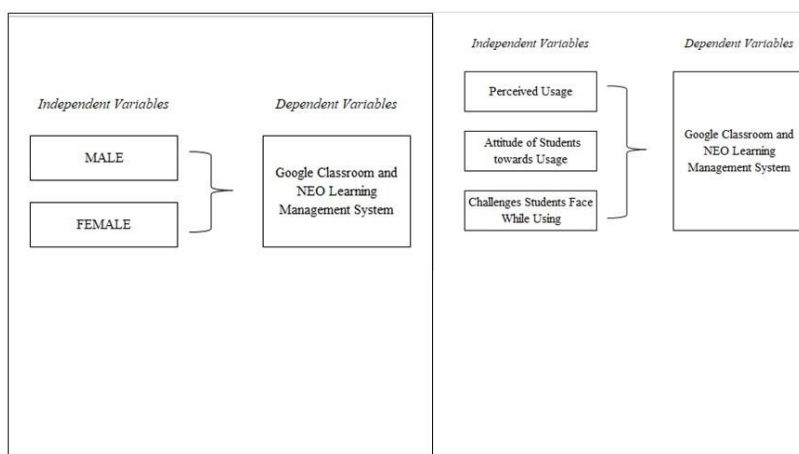 Independent Variables
Dependent Variables
MALE
FEMALE
Google Classroom and
NEO Learning
Management System
Independent Variables
Dependent Variables
Perceived Usage
Attitude of Students
towards Usage
Challenges Students Face
While Using
Google Classroom and
NEO Learning
Management System